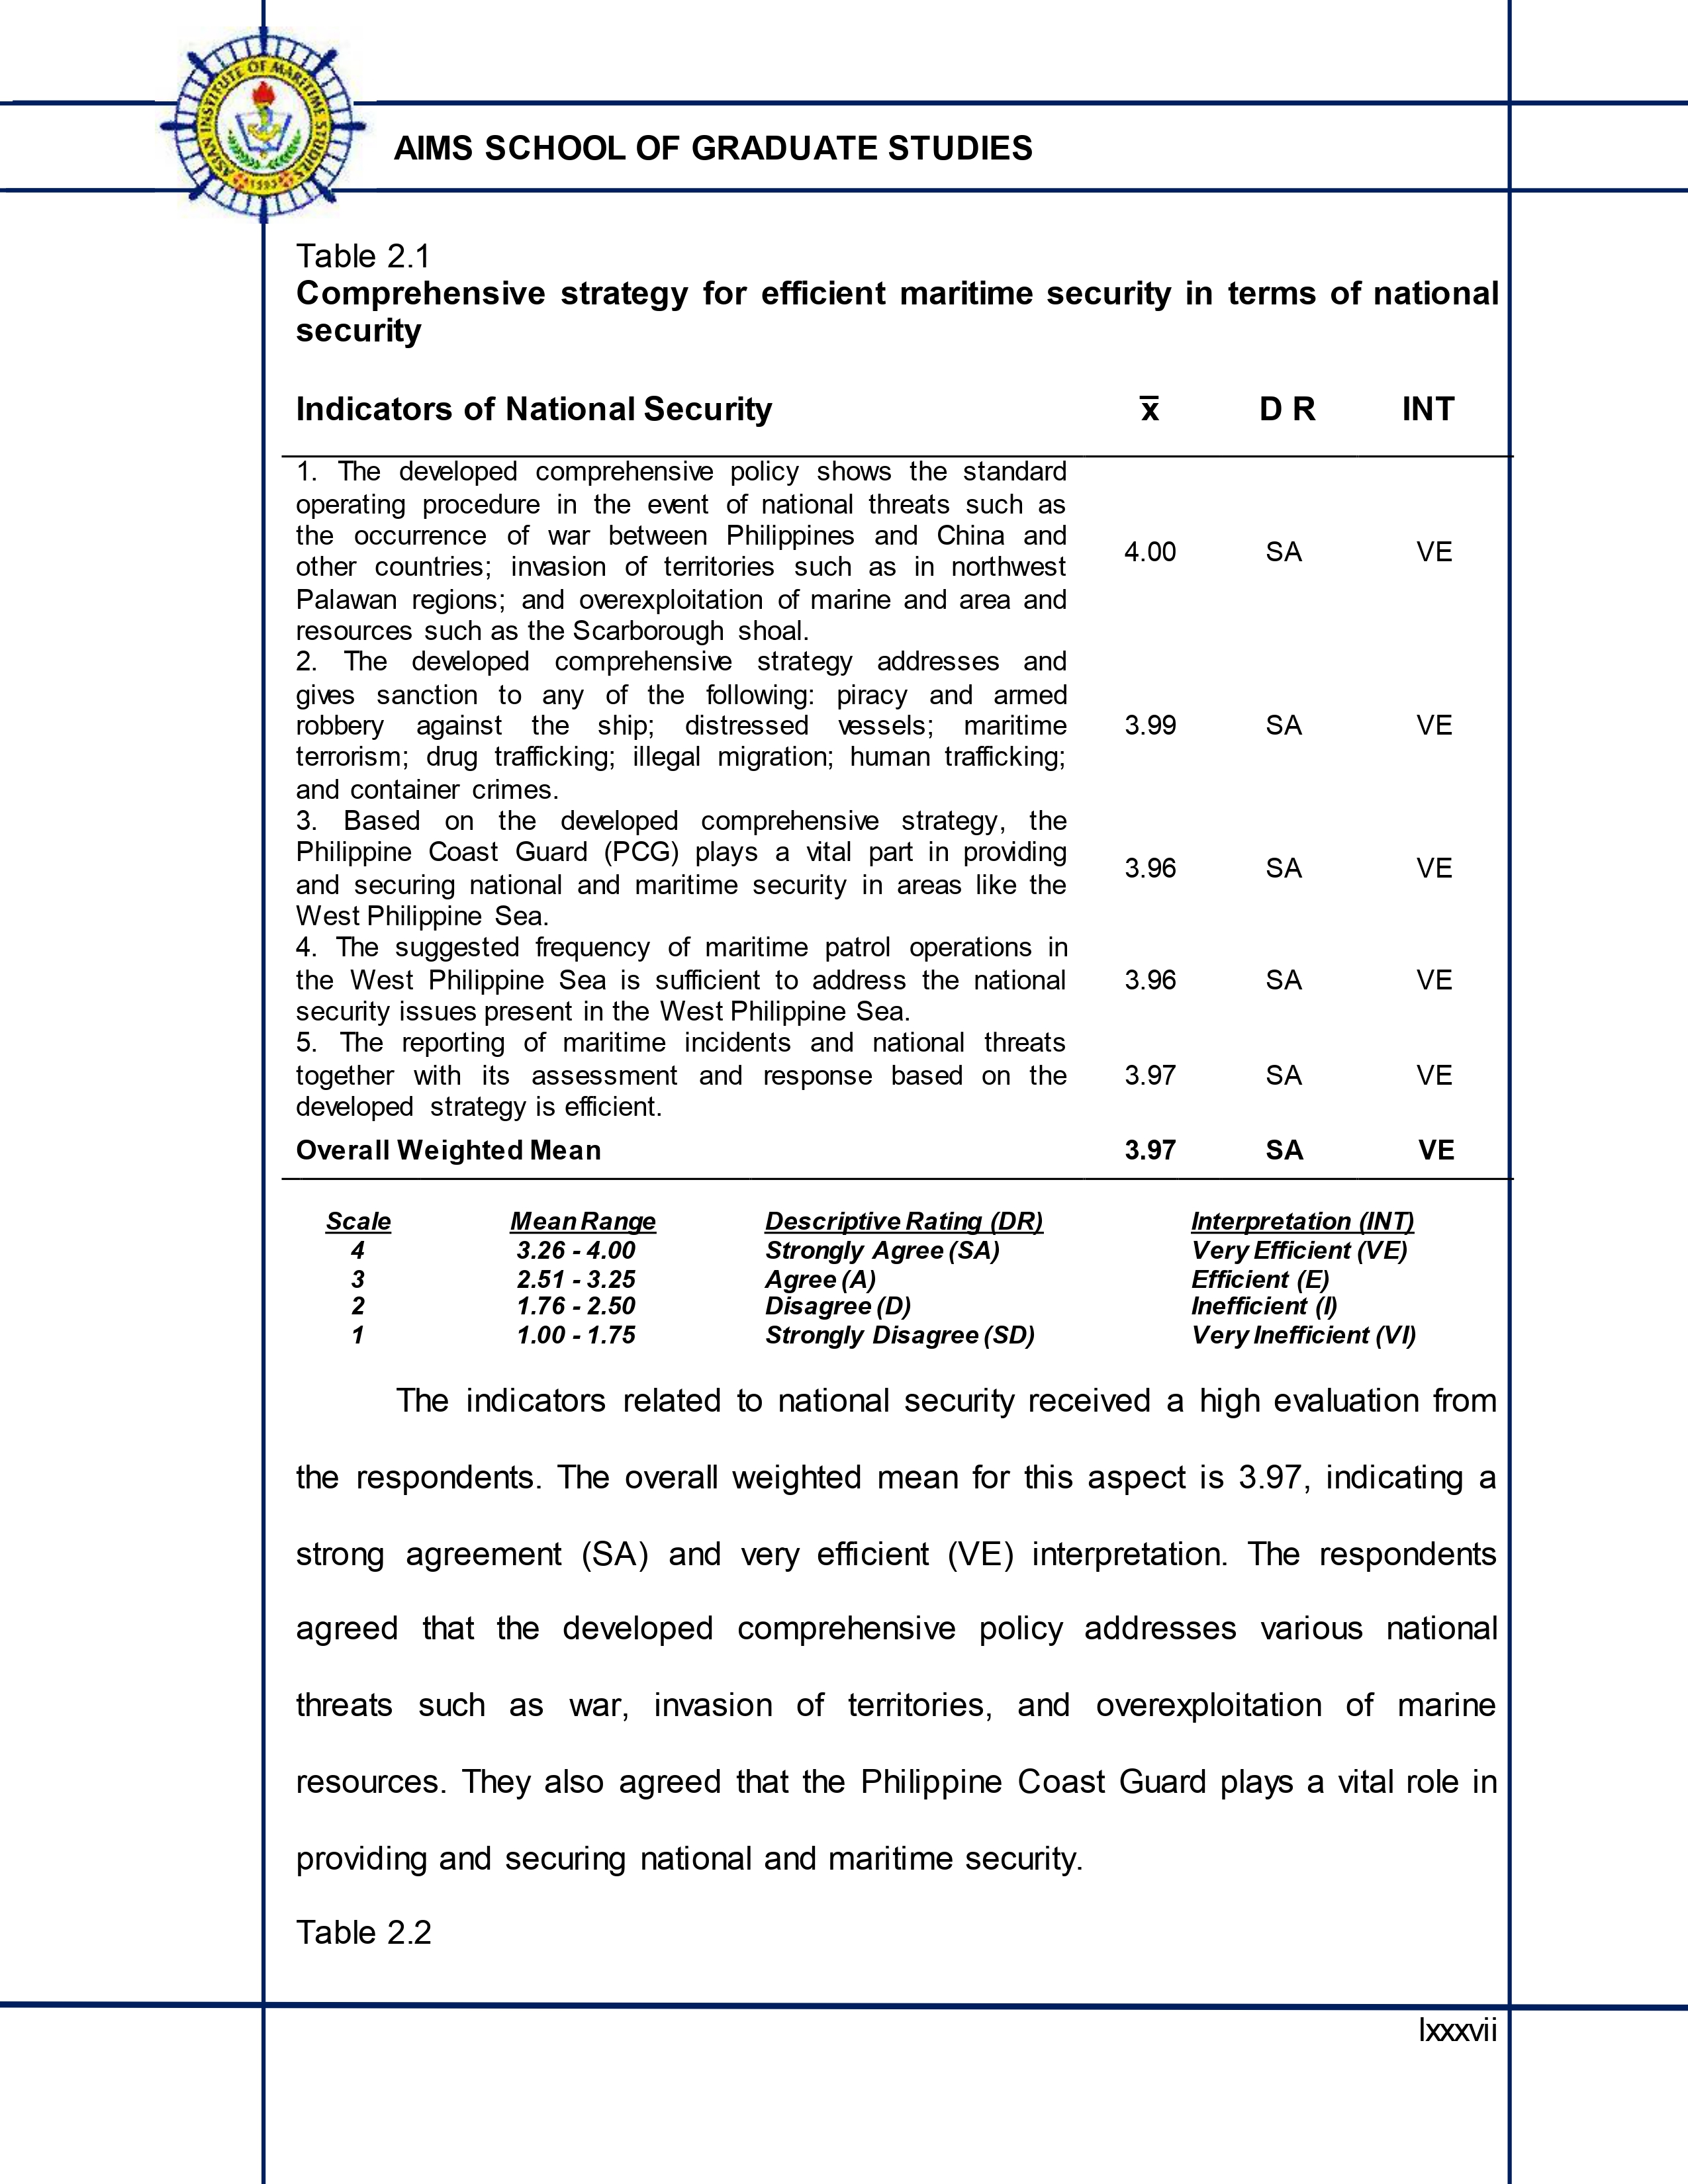 ASIAN INSTITUTE OF MARITIME STUDIES
1993
AIMS SCHOOL OF GRADUATE STUDIES
Table 2.1
Comprehensive strategy for efficient maritime security in terms of national
security
Indicators of National Security x̅ D R INT
1. The developed comprehensive policy shows the standard
operating procedure in the event of national threats such as
the occurrence of war between Philippines and China and
other countries; invasion of territories such as in northwest
Palawan regions; and overexploitation of marine and area and
resources such as the Scarborough shoal.
4.00 SA VE
2. The developed comprehensive strategy addresses and
gives sanction to any of the following: piracy and armed
robbery against the ship; distressed vessels; maritime
terrorism; drug trafficking; illegal migration; human trafficking;
and container crimes.
3.99 SA VE
3. Based on the developed comprehensive strategy, the
Philippine Coast Guard (PCG) plays a vital part in providing
and securing national and maritime security in areas like the
West Philippine Sea.
3.96 SA VE
4. The suggested frequency of maritime patrol operations in
the West Philippine Sea is sufficient to address the national
security issues present in the West Philippine Sea.
3.96 SA VE
5. The reporting of maritime incidents and national threats
together with its assessment and response based on the
developed strategy is efficient.
3.97 SA VE
Overall Weighted Mean 3.97 SA VE
Scale Mean Range Descriptive Rating (DR) Interpretation (INT)
4 3.26 - 4.00 Strongly Agree (SA) Very Efficient (VE)
3 2.51 - 3.25 Agree (A) Efficient (E)
2 1.76 - 2.50 Disagree (D) Inefficient (I)
1 1.00 - 1.75 Strongly Disagree (SD) Very Inefficient (VI)
The indicators related to national security received a high evaluation from
the respondents. The overall weighted mean for this aspect is 3.97, indicating a
strong agreement (SA) and very efficient (VE) interpretation. The respondents
agreed that the developed comprehensive policy addresses various national
threats such as war, invasion of territories, and overexploitation of marine
resources. They also agreed that the Philippine Coast Guard plays a vital role in
providing and securing national and maritime security.
Table 2.2
lxxxvii